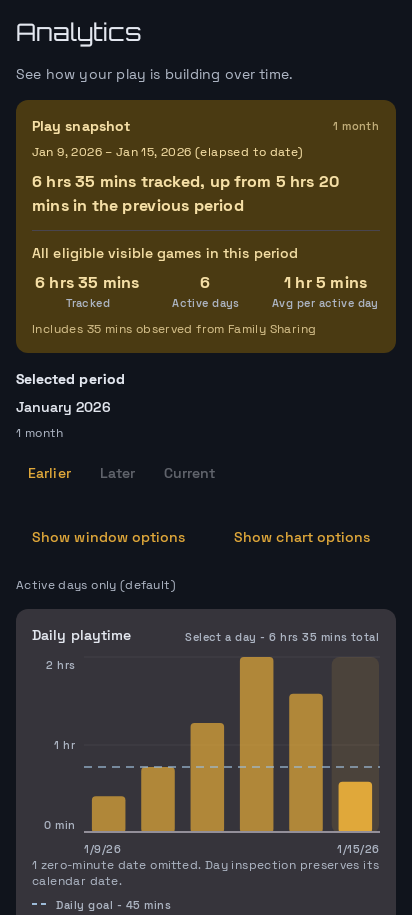 Analytics
See how your play is building over time.
Play snapshot
1 month
Jan 9, 2026 – Jan 15, 2026 (elapsed to date)
6 hrs 35 mins tracked, up from 5 hrs 20
mins in the previous period
All eligible visible games in this period
6 hrs 35 mins
Tracked
6
Active days
1 hr 5 mins
Avg per active day
Includes 35 mins observed from Family Sharing
Selected period
January 2026
1 month
Earlier
Later
Current
Show window options
Show chart options
Active days only (default)
Daily playtime
Select a day - 6 hrs 35 mins total
2 hrs
1 hr
0 min
1/9/26
1/15/26
1 zero-minute date omitted. Day inspection preserves its
calendar date.
Daily goal - 45 mins